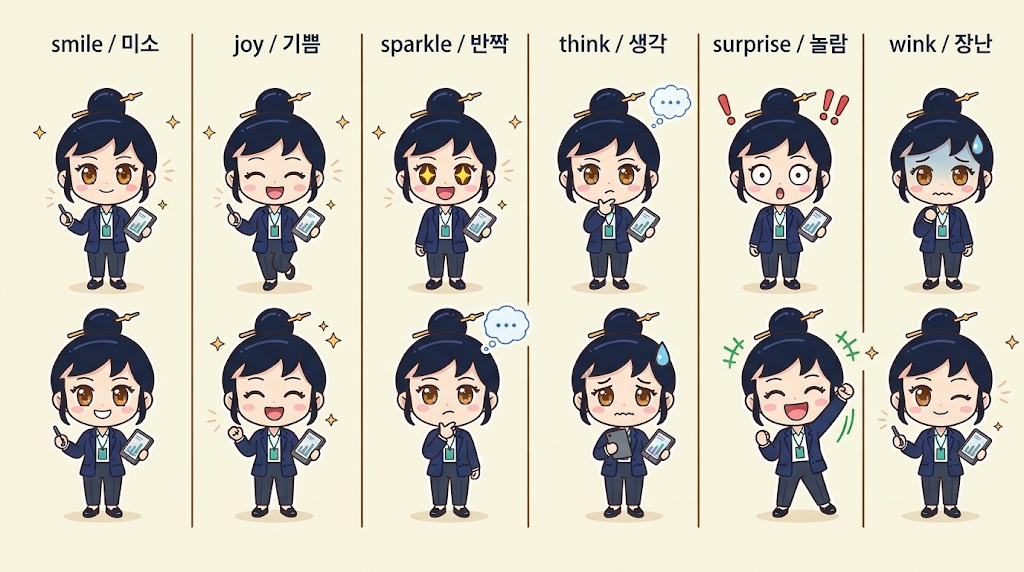 smile / 미소
joy / 기쁨
sparkle / 반짝
think / 생각
surprise / 놀람
wink / 장난